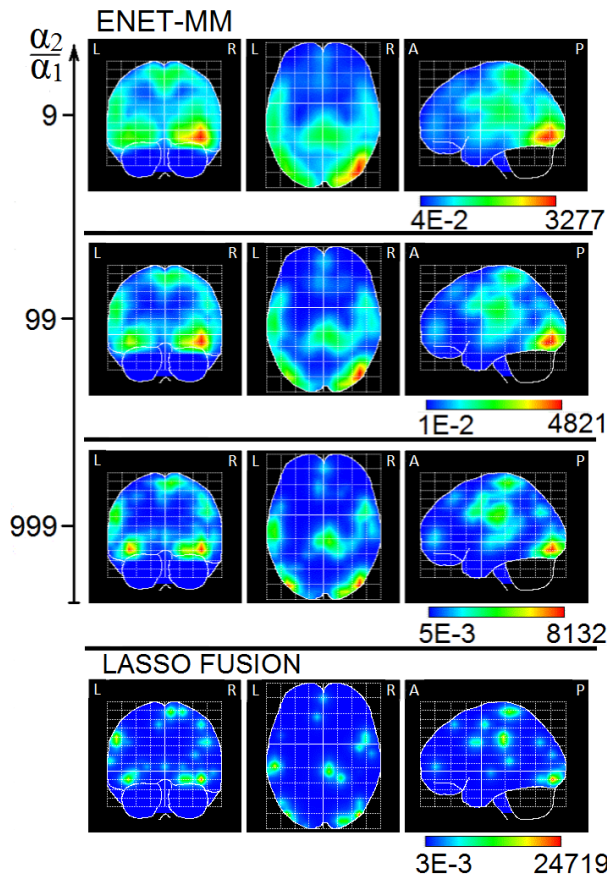 ENET-MM
α2
α1
L R L A P
9
4E-2 3277
L R L R A P
99
1E-2 4821
L R L R A P
999
5E-3 8132
LASSO FUSION
L R L R A P
3E-3 24719